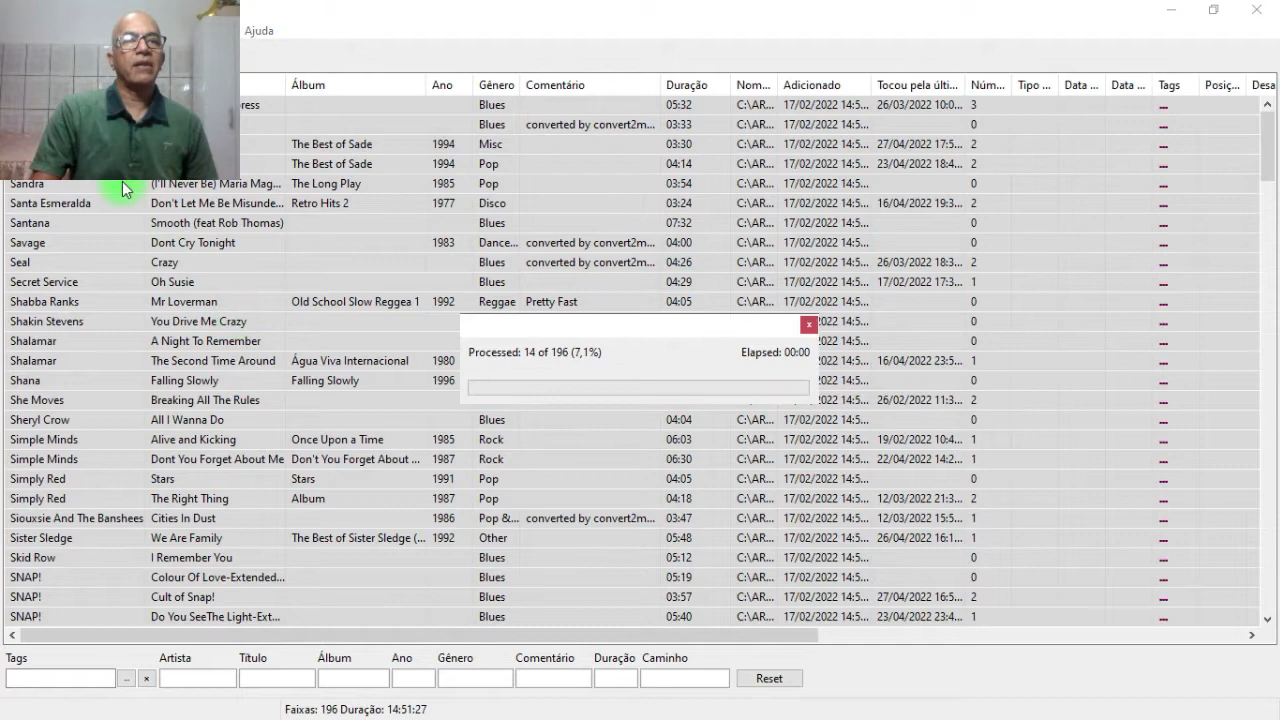 Ajuda
Álbum Ano Gênero Comentário Duração Nom... Adicionado Tocou pela últi... Núm... Tipo ... Data ... Data ... Tags Posiç... Desa
press Blues 05:32 C:\AR... 17/02/2022 14:5... 26/03/2022 10:0... 3 ...
Blues converted by convert2m... 03:33 C:\AR... 17/02/2022 14:5... 0 ...
The Best of Sade 1994 Misc 03:30 C:\AR... 17/02/2022 14:5... 27/04/2022 17:5... 2 ...
The Best of Sade 1994 Pop 04:14 C:\AR... 17/02/2022 14:5... 23/04/2022 18:4... 2 ...
Sandra (I'll Never Be) Maria Mag... The Long Play 1985 Pop 03:54 C:\AR... 17/02/2022 14:5... 0 ...
Santa Esmeralda Don't Let Me Be Misunde... Retro Hits 2 1977 Disco 03:24 C:\AR... 17/02/2022 14:5... 16/04/2022 19:3... 2 ...
Santana Smooth (feat Rob Thomas) Blues 07:32 C:\AR... 17/02/2022 14:5... 0 ...
Savage Dont Cry Tonight 1983 Dance... converted by convert2m... 04:00 C:\AR... 17/02/2022 14:5... 0 ...
Seal Crazy Blues converted by convert2m... 04:26 C:\AR... 17/02/2022 14:5... 26/03/2022 18:3... 2 ...
Secret Service Oh Susie Blues 04:29 C:\AR... 17/02/2022 14:5... 17/02/2022 17:3... 1 ...
Shabba Ranks Mr Loverman Old School Slow Reggea 1 1992 Reggae Pretty Fast 04:05 C:\AR... 17/02/2022 14:5... 0 ...
Shakin Stevens You Drive Me Crazy 022 14:5... 0 ...
x
Shalamar A Night To Remember 022 14:5... 0 ...
Processed: 14 of 196 (7,1%) Elapsed: 00:00
Shalamar The Second Time Around Água Viva Internacional 1980 022 14:5... 16/04/2022 23:5... 1 ...
Shana Falling Slowly Falling Slowly 1996 022 14:5... 0 ...
She Moves Breaking All The Rules Blues C:\AR... 17/02/2022 14:5... 26/02/2022 11:3... 2 ...
Sheryl Crow All I Wanna Do Blues 04:04 C:\AR... 17/02/2022 14:5... 0 ...
Simple Minds Alive and Kicking Once Upon a Time 1985 Rock 06:03 C:\AR... 17/02/2022 14:5... 19/02/2022 10:4... 1 ...
Simple Minds Dont You Forget About Me Don't You Forget About ... 1987 Rock 06:30 C:\AR... 17/02/2022 14:5... 22/04/2022 14:2... 1 ...
Simply Red Stars Stars 1991 Pop 04:05 C:\AR... 17/02/2022 14:5... 0 ...
Simply Red The Right Thing Album 1987 Pop 04:18 C:\AR... 17/02/2022 14:5... 12/03/2022 21:3... 2 ...
Siouxsie And The Banshees Cities In Dust 1986 Pop &... converted by convert2m... 03:47 C:\AR... 17/02/2022 14:5... 12/03/2022 15:5... 1 ...
Sister Sledge We Are Family The Best of Sister Sledge (... 1992 Other 05:48 C:\AR... 17/02/2022 14:5... 26/04/2022 16:1... 1 ...
Skid Row I Remember You Blues 05:12 C:\AR... 17/02/2022 14:5... 0 ...
SNAP! Colour Of Love-Extended... Blues 05:19 C:\AR... 17/02/2022 14:5... 0 ...
SNAP! Cult of Snap! Blues 03:57 C:\AR... 17/02/2022 14:5... 27/04/2022 16:5... 2 ...
SNAP! Do You SeeThe Light-Ext... Blues 05:40 C:\AR... 17/02/2022 14:5... 23/04/2022 23:4... 1 ...
Tags Artista Título Álbum Ano Gênero Comentário Duração Caminho
... x Reset
Faixas: 196 Duração: 14:51:27